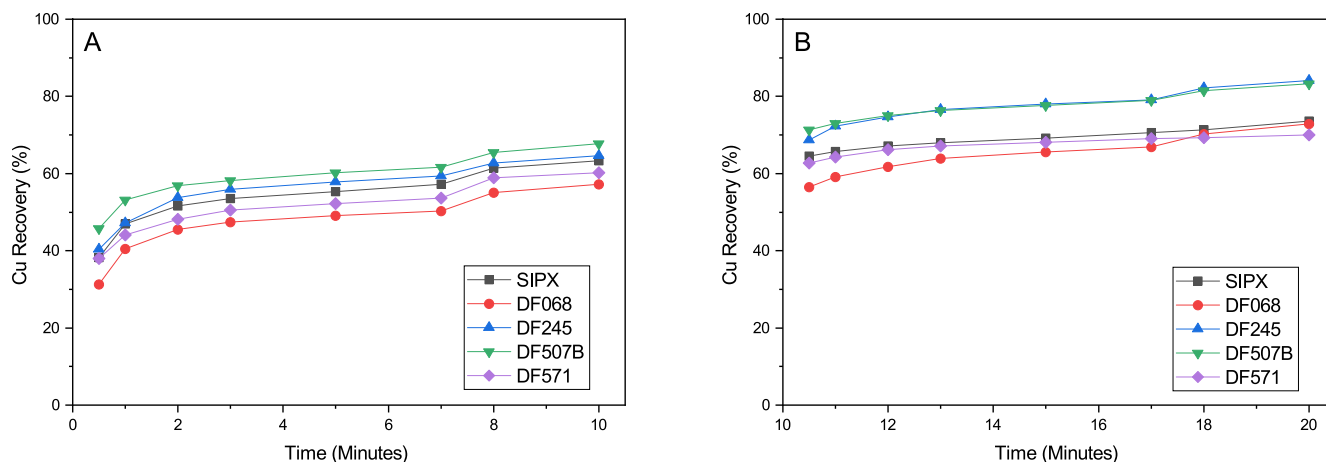 A
Cu Recovery (%)
100
80
60
40
20
0
0 2 4 6 8 10
Time (Minutes)
SIPX
DF068
DF245
DF507B
DF571
B
Cu Recovery (%)
100
80
60
40
20
0
10 12 14 16 18 20
Time (Minutes)
SIPX
DF068
DF245
DF507B
DF571